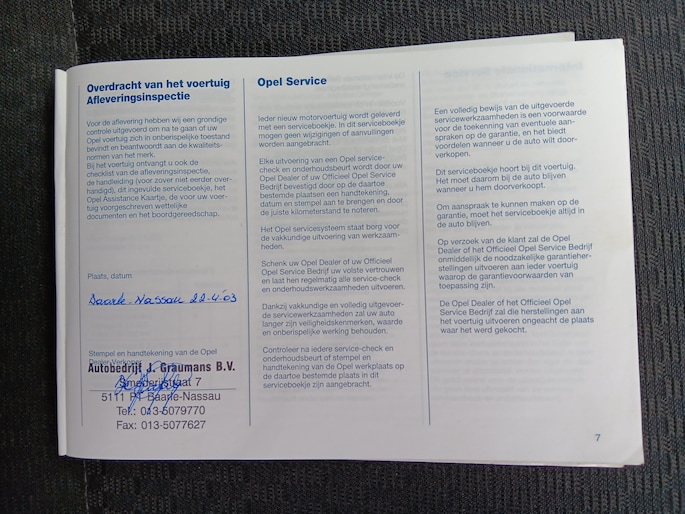 Overdracht van het voertuig
Afleveringsinspectie
Voor de aflevering hebben wij een grondige
controle uitgevoerd om na te gaan of uw
Opel voertuig zich in onberispelijke toestand
bevindt en beantwoordt aan de kwaliteits-
normen van het merk.
Bij het voertuig ontvangt u ook de
checklist van de afleveringsinspectie,
de handleiding (voor zover niet eerder over-
handigd), dit ingevulde serviceboekje, het
Opel Assistance Kaartje, de voor uw voer-
tuig voorgeschreven wettelijke
documenten en het boordgereedschap.
Plaats, datum
Baarle-Nassau 22-4-03
Stempel en handtekening van de Opel
Dealer-Verkoper
Autobedrijf J. Graumans B.V.
Smederijstraat 7
5111 PT Baarle-Nassau
Tel.: 013-5079770
Fax: 013-5077627
Opel Service
Ieder nieuw motorvoertuig wordt geleverd
met een serviceboekje. In dit serviceboekje
mogen geen wijzigingen of aanvullingen
worden aangebracht.
Elke uitvoering van een Opel service-
check en onderhoudsbeurt wordt door uw
Opel Dealer of uw Officieel Opel Service
Bedrijf bevestigd door op de daartoe
bestemde plaatsen een handtekening,
datum en stempel aan te brengen en door
de juiste kilometerstand te noteren.
Het Opel servicesysteem staat borg voor
de vakkundige uitvoering van werkzaam-
heden.
Schenk uw Opel Dealer of uw Officieel
Opel Service Bedrijf uw volste vertrouwen
en laat hen regelmatig alle service-check
en onderhoudswerkzaamheden uitvoeren.
Dankzij vakkundige en volledig uitgevoer-
de servicewerkzaamheden zal uw auto
langer zijn veiligheidskenmerken, waarde
en onberispelijke werking behouden.
Controleer na iedere service-check en
onderhoudsbeurt of stempel en
handtekening van de Opel werkplaats op
de daartoe bestemde plaats in dit
serviceboekje zijn aangebracht.
Een volledig bewijs van de uitgevoerde
servicewerkzaamheden is een voorwaarde
voor de toekenning van eventuele aan-
spraken op de garantie, en het biedt
voordelen wanneer u de auto wilt door-
verkopen.
Dit serviceboekje hoort bij dit voertuig.
Het moet daarom bij de auto blijven
wanneer u hem doorverkoopt.
Om aanspraak te kunnen maken op de
garantie, moet het serviceboekje altijd in
de auto blijven.
Op verzoek van de klant zal de Opel
Dealer of het Officieel Opel Service Bedrijf
onmiddelijk de noodzakelijke garantieher-
stellingen uitvoeren aan ieder voertuig
waarop de garantievoorwaarden van
toepassing zijn.
De Opel Dealer of het Officieel Opel
Service Bedrijf zal die herstellingen aan
het voertuig uitvoeren ongeacht de plaats
waar het werd gekocht.
7